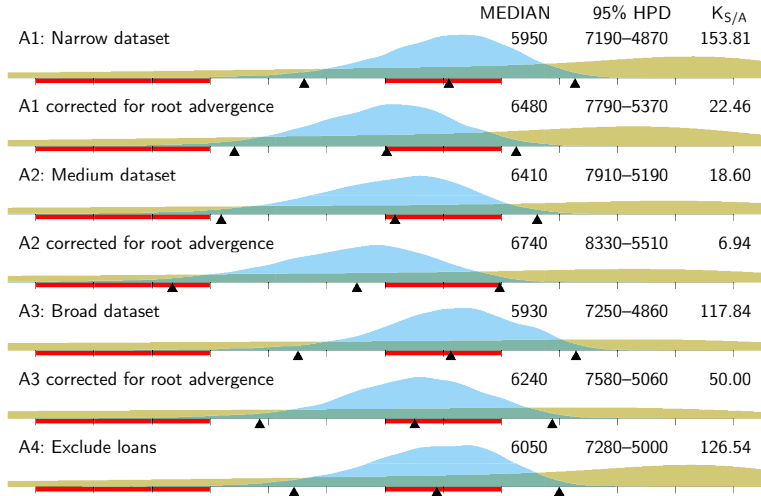 MEDIAN 95% HPD K_S/A
A1: Narrow dataset 5950 7190–4870 153.81
A1 corrected for root advergence 6480 7790–5370 22.46
A2: Medium dataset 6410 7910–5190 18.60
A2 corrected for root advergence 6740 8330–5510 6.94
A3: Broad dataset 5930 7250–4860 117.84
A3 corrected for root advergence 6240 7580–5060 50.00
A4: Exclude loans 6050 7280–5000 126.54